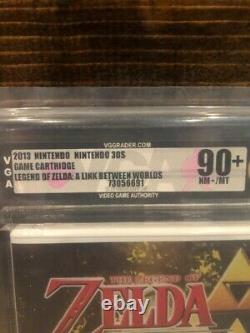 VGGRADER.COM
2013 NINTENDO NINTENDO 3DS
GAME CARTRIDGE
LEGEND OF ZELDA: A LINK BETWEEN WORLDS
73056691
90+
NM+/MT
VGA
VIDEO GAME AUTHORITY
THE LEGEND OF
ZELDA